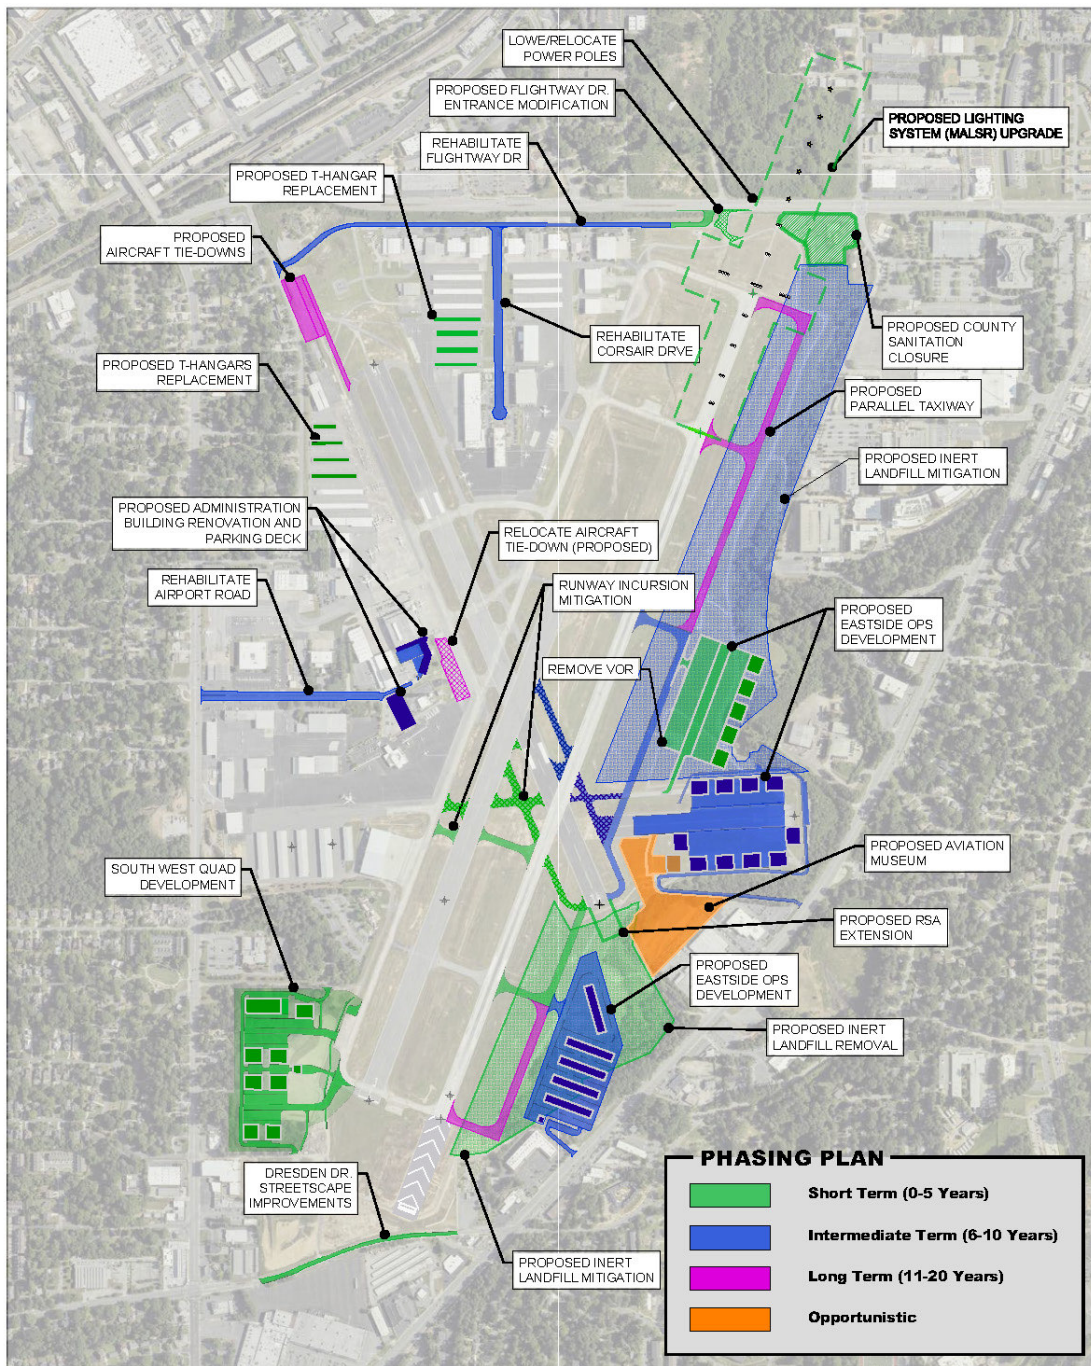 LOWE/RELOCATE
POWER POLES
PROPOSED FLIGHTWAY DR.
ENTRANCE MODIFICATION
PROPOSED LIGHTING
SYSTEM (MALSR) UPGRADE
REHABILITATE
FLIGHTWAY DR
PROPOSED T-HANGAR
REPLACEMENT
PROPOSED
AIRCRAFT TIE-DOWNS
REHABILITATE
CORSAIR DRVE
PROPOSED COUNTY
SANITATION
CLOSURE
PROPOSED T-HANGARS
REPLACEMENT
PROPOSED
PARALLEL TAXIWAY
PROPOSED INERT
LANDFILL MITIGATION
PROPOSED ADMINISTRATION
BUILDING RENOVATION AND
PARKING DECK
RELOCATE AIRCRAFT
TIE-DOWN (PROPOSED)
REHABILITATE
AIRPORT ROAD
RUNWAY INCURSION
MITIGATION
PROPOSED
EASTSIDE OPS
DEVELOPMENT
REMOVE VOR
SOUTH WEST QUAD
DEVELOPMENT
PROPOSED AVIATION
MUSEUM
PROPOSED RSA
EXTENSION
PROPOSED
EASTSIDE OPS
DEVELOPMENT
PROPOSED INERT
LANDFILL REMOVAL
DRESDEN DR.
STREETSCAPE
IMPROVEMENTS
PROPOSED INERT
LANDFILL MITIGATION
PHASING PLAN
Short Term (0-5 Years)
Intermediate Term (6-10 Years)
Long Term (11-20 Years)
Opportunistic